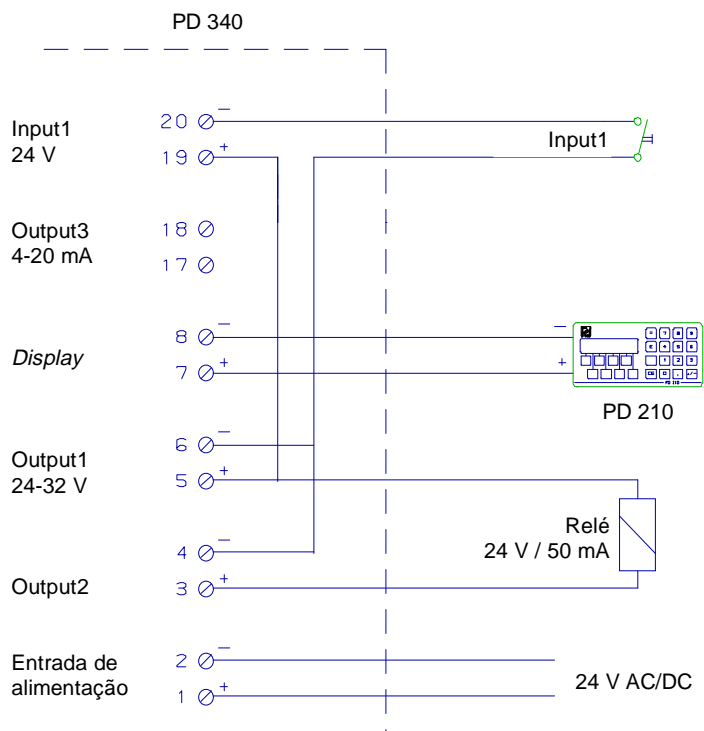 PD 340
20 −
Input1
24 V
19 +
Input1
Output3
4-20 mA
18
17
Display
8 −
7 +
−
+
PD 210
Output1
24-32 V
6 −
5 +
Relé
24 V / 50 mA
4 −
Output2
3 +
Entrada de
alimentação
2 −
1 +
24 V AC/DC